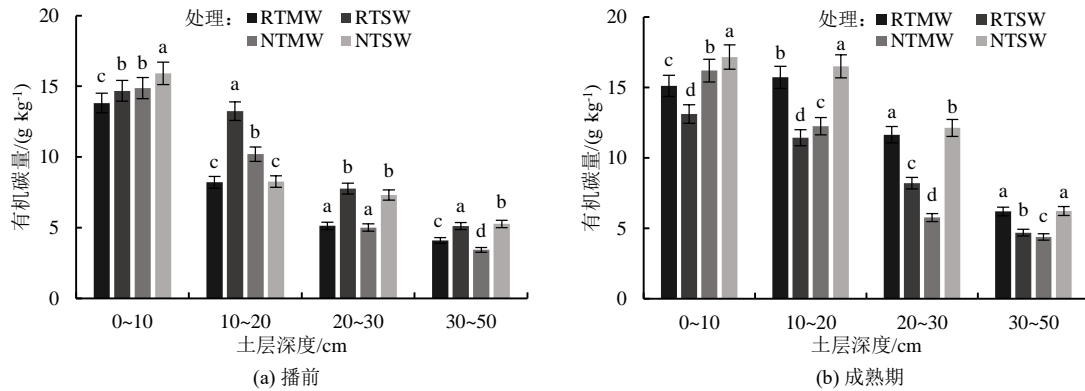 处理： RTMW RTSW
NTMW NTSW
有机碳量/(g kg⁻¹)
20
15
10
5
0
c b b a
c a b c
a b a b
c a d b
0~10 10~20 20~30 30~50
土层深度/cm
(a) 播前
处理： RTMW RTSW
NTMW NTSW
有机碳量/(g kg⁻¹)
20
15
10
5
0
c d b a
a d c a
a c d b
a b c a
0~10 10~20 20~30 30~50
土层深度/cm
(b) 成熟期